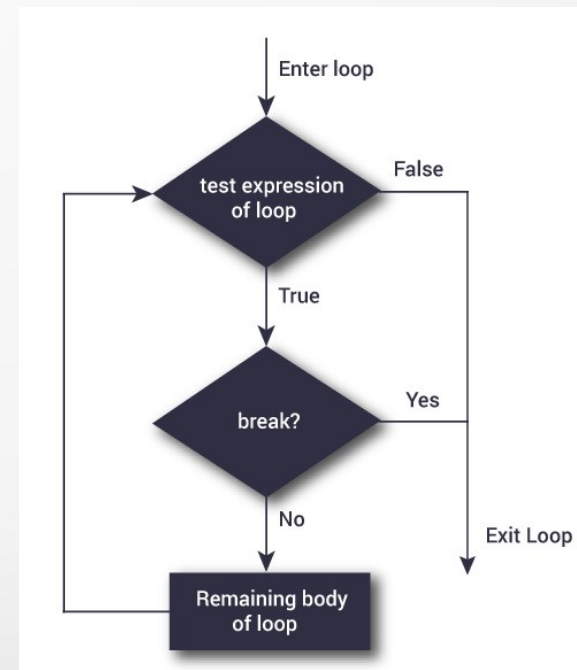 Enter loop
test expression
of loop
False
True
break?
Yes
No
Exit Loop
Remaining body
of loop